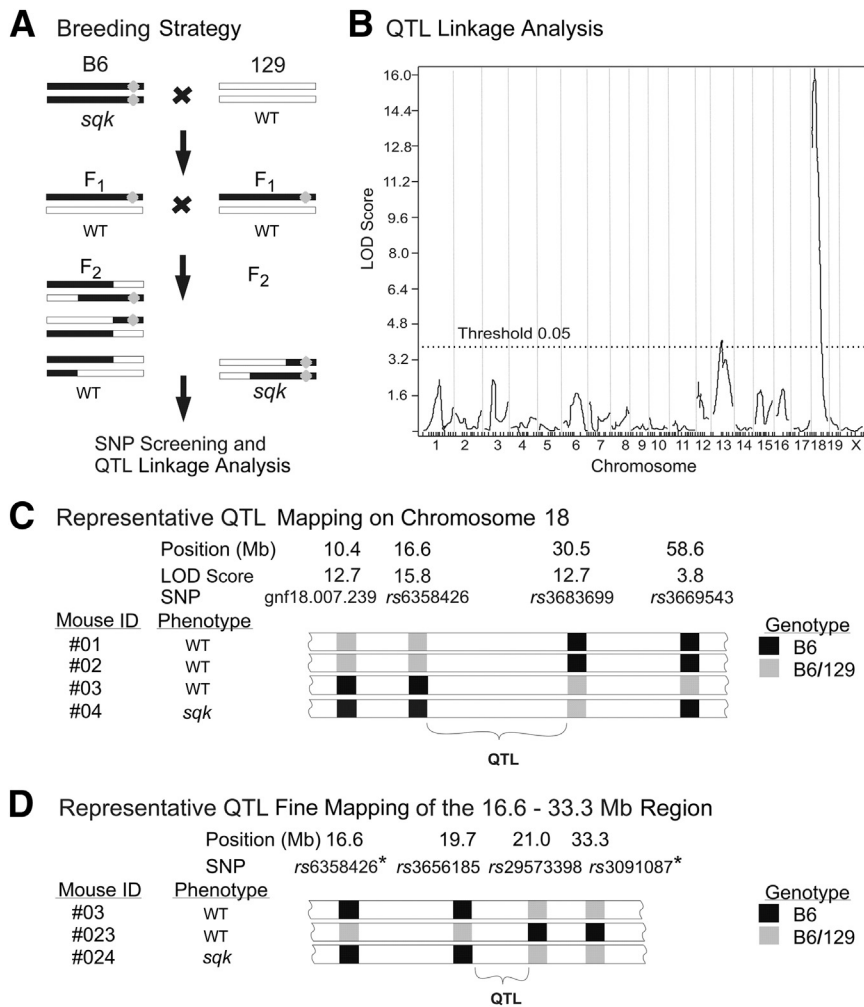 A Breeding Strategy
B6 129
sqk WT
F1 F1
WT WT
F2 F2
WT sqk
SNP Screening and
QTL Linkage Analysis
B QTL Linkage Analysis
LOD Score
16.0
14.4
12.8
11.2
9.6
8.0
6.4
4.8
3.2
1.6
Threshold 0.05
1 2 3 4 5 6 7 8 9 10 11 12 13 14 15 16 17 18 19 X
Chromosome
C Representative QTL Mapping on Chromosome 18
Position (Mb) 10.4 16.6 30.5 58.6
LOD Score 12.7 15.8 12.7 3.8
SNP gnf18.007.239 rs6358426 rs3683699 rs3669543
Mouse ID Phenotype Genotype
#01 WT B6
#02 WT B6/129
#03 WT
#04 sqk
QTL
D Representative QTL Fine Mapping of the 16.6 - 33.3 Mb Region
Position (Mb) 16.6 19.7 21.0 33.3
SNP rs6358426* rs3656185 rs29573398 rs3091087*
Mouse ID Phenotype Genotype
#03 WT B6
#023 WT B6/129
#024 sqk
QTL